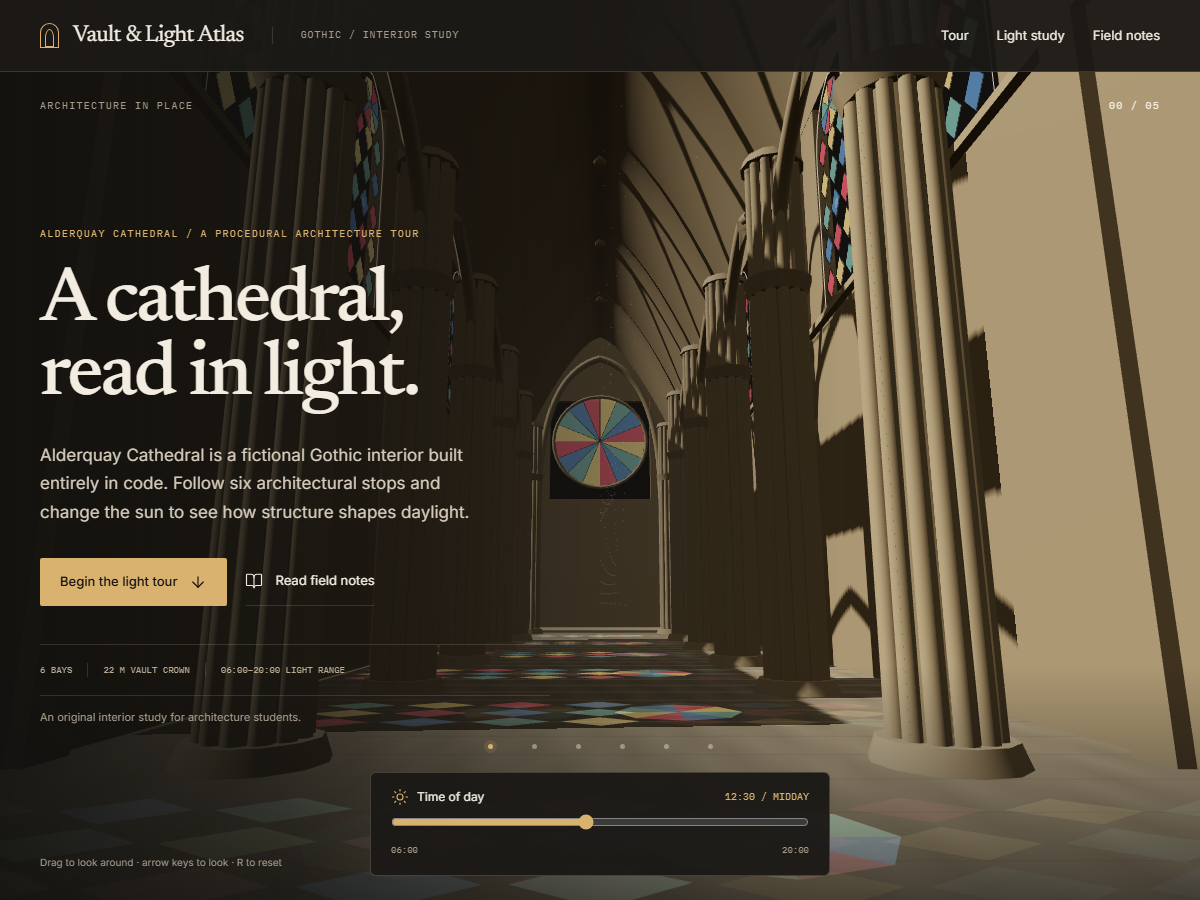 Vault & Light Atlas
GOTHIC / INTERIOR STUDY
Tour
Light study
Field notes
ARCHITECTURE IN PLACE
00 / 05
ALDERQUAY CATHEDRAL / A PROCEDURAL ARCHITECTURE TOUR
A cathedral,
read in light.
Alderquay Cathedral is a fictional Gothic interior built
entirely in code. Follow six architectural stops and
change the sun to see how structure shapes daylight.
Begin the light tour
Read field notes
6 BAYS
22 M VAULT CROWN
06:00–20:00 LIGHT RANGE
An original interior study for architecture students.
Time of day
12:30 / MIDDAY
06:00
20:00
Drag to look around · arrow keys to look · R to reset